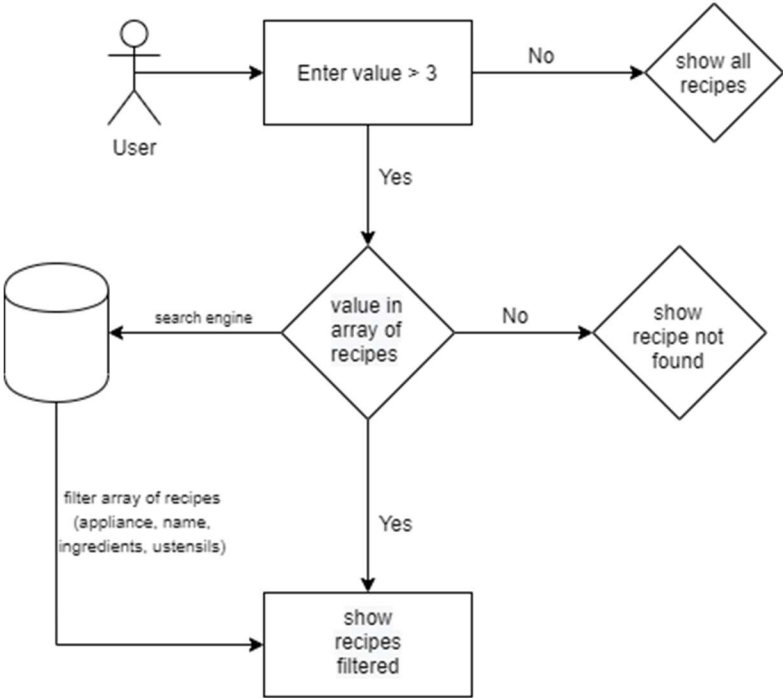 Enter value > 3
No
show all
recipes
User
Yes
search engine
value in
array of
recipes
No
show
recipe not
found
filter array of recipes
(appliance, name,
ingredients, ustensils)
Yes
show
recipes
filtered